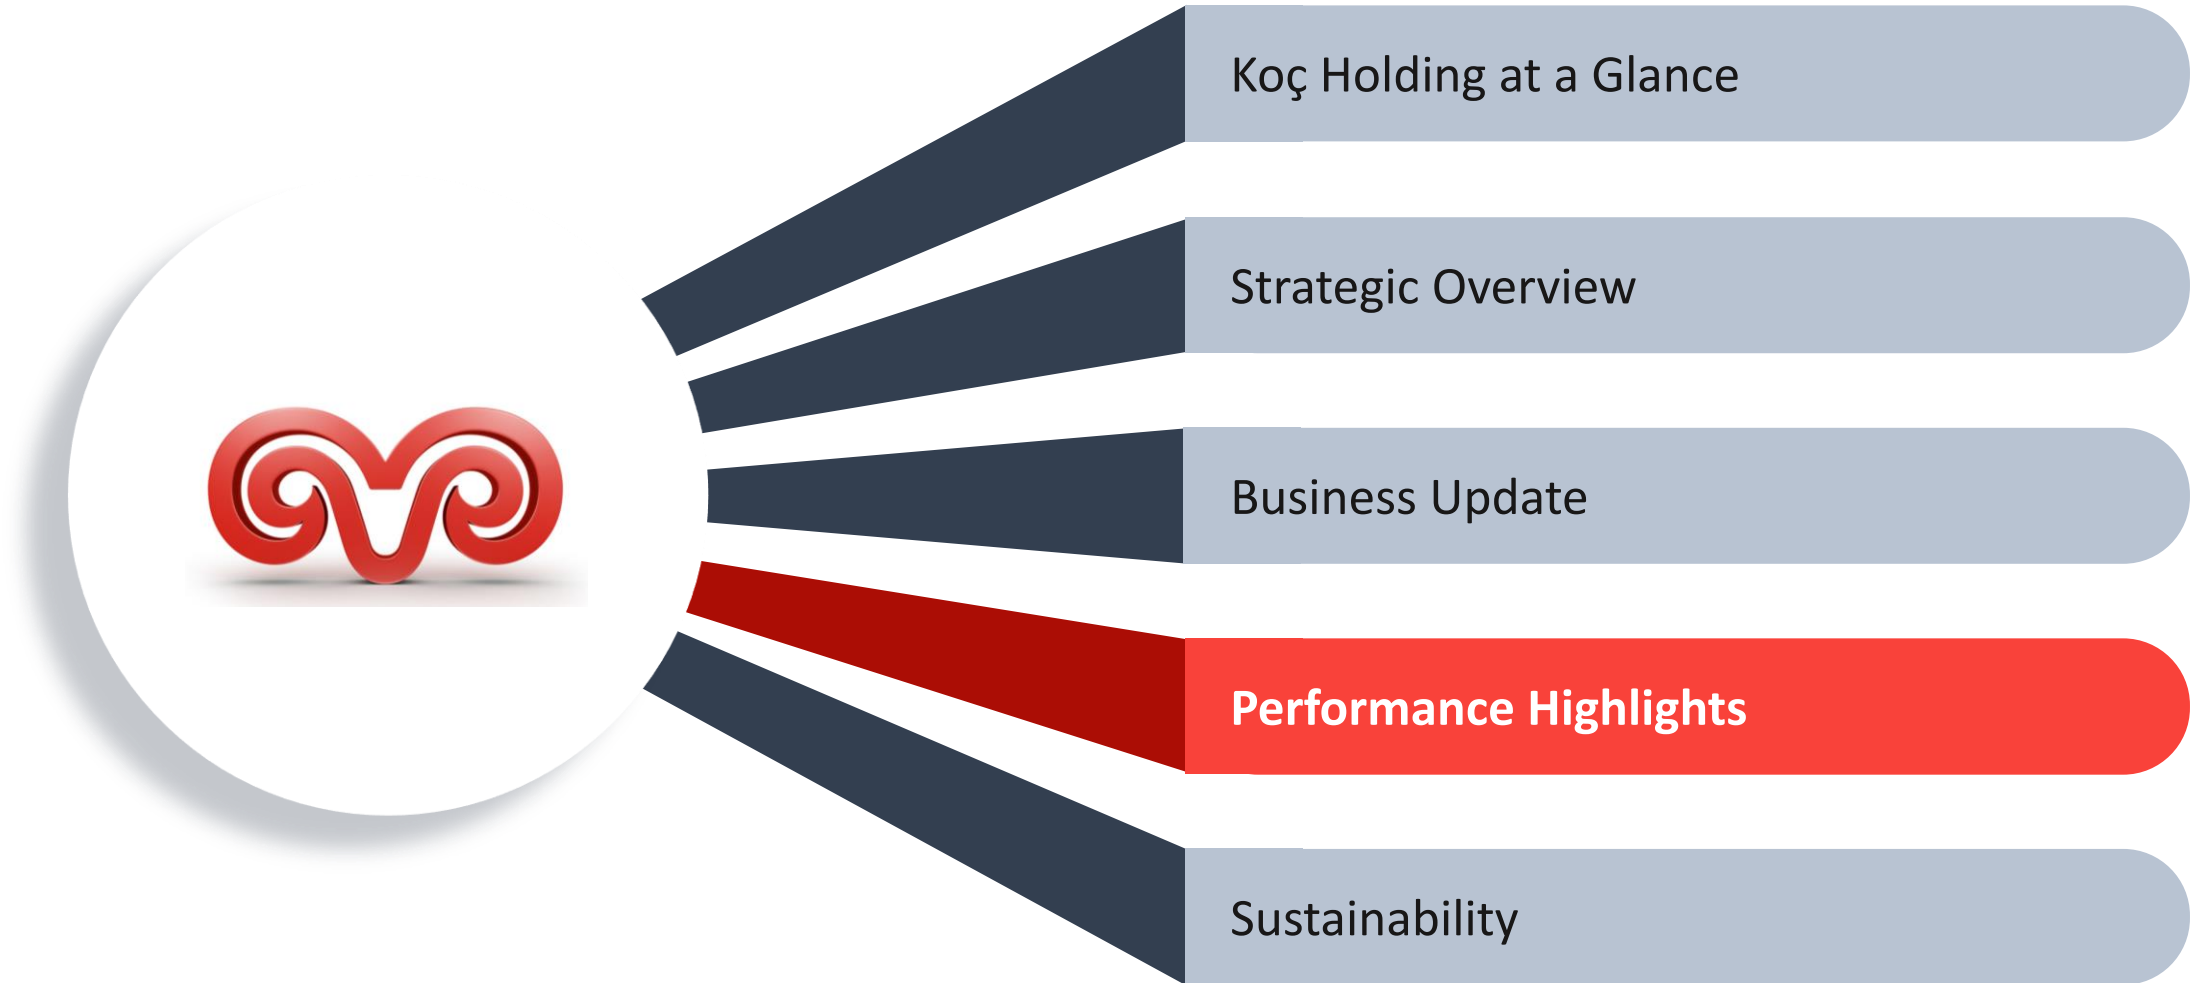 Koç Holding at a Glance
Strategic Overview
Business Update
Performance Highlights
Sustainability